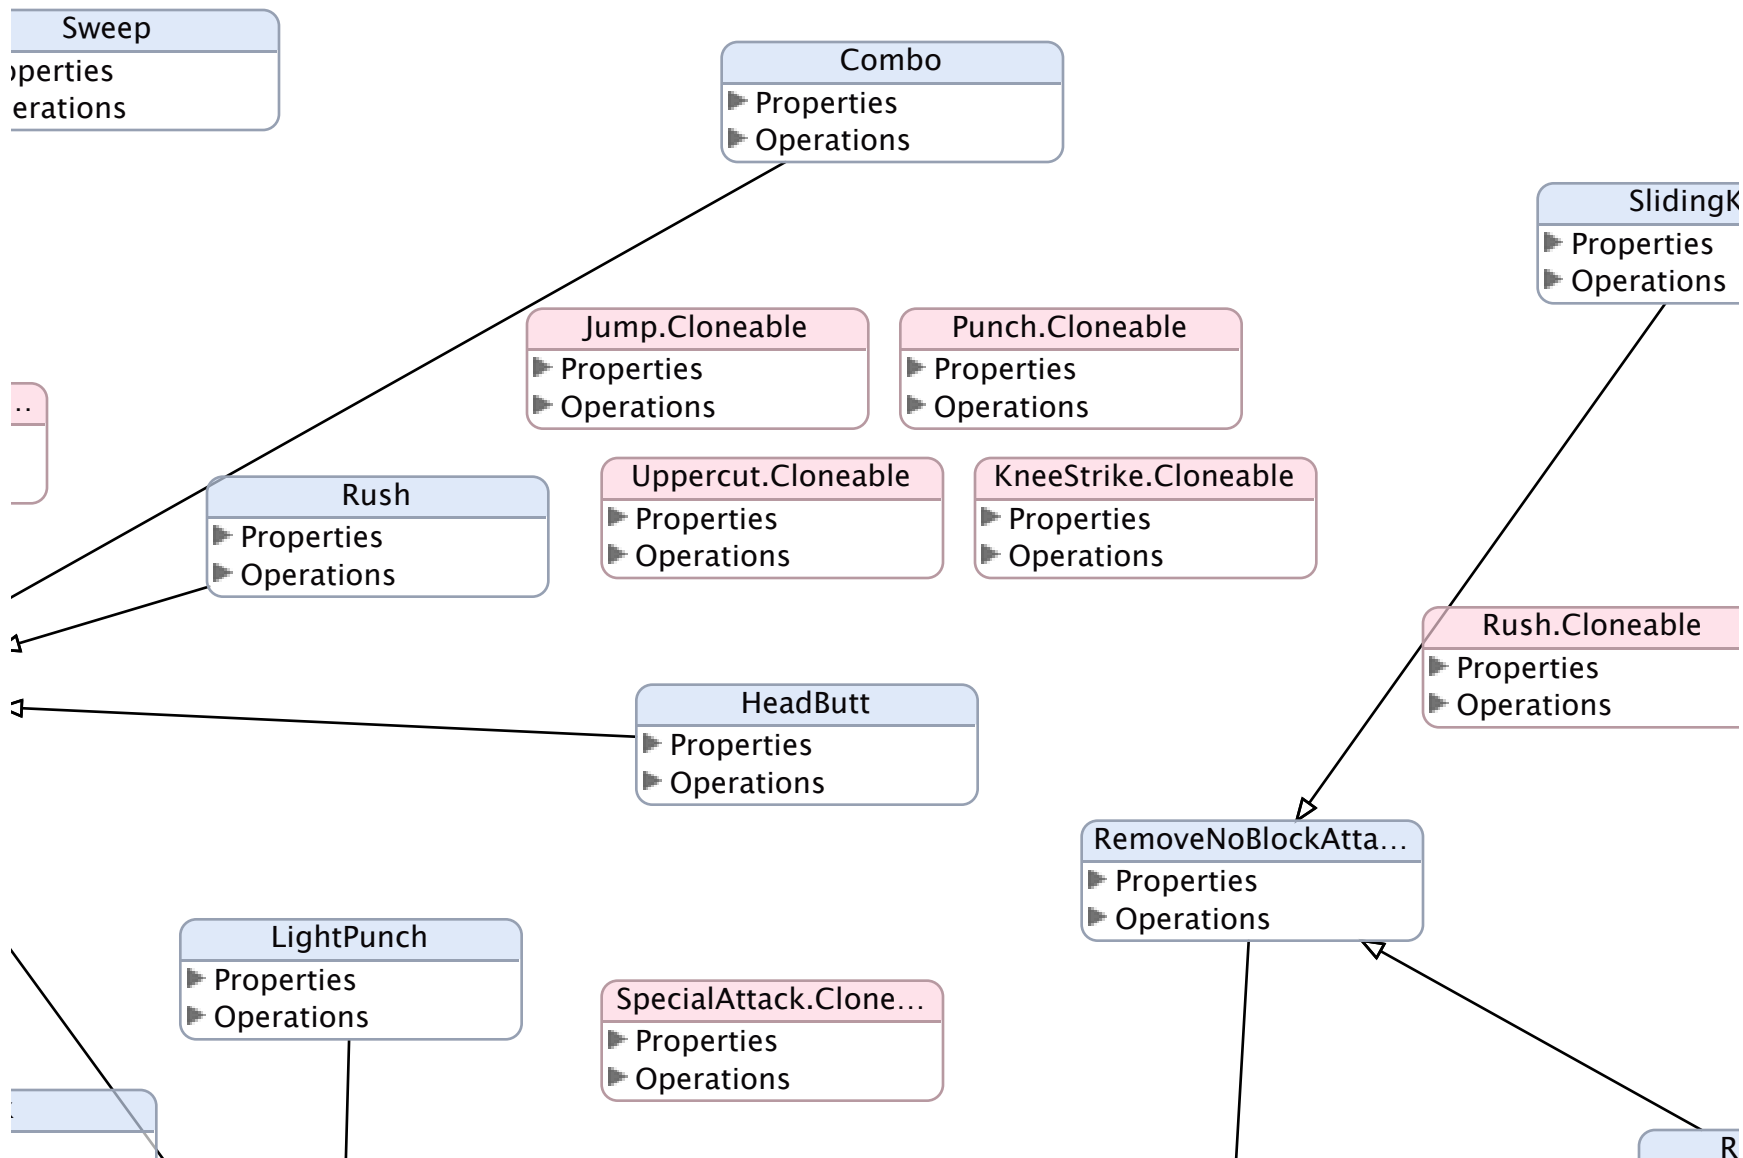 Sweep
operties
erations
Combo
Properties
Operations
SlidingK
Properties
Operations
Jump.Cloneable
Properties
Operations
Punch.Cloneable
Properties
Operations
...
Rush
Properties
Operations
Uppercut.Cloneable
Properties
Operations
KneeStrike.Cloneable
Properties
Operations
Rush.Cloneable
Properties
Operations
HeadButt
Properties
Operations
RemoveNoBlockAtta...
Properties
Operations
LightPunch
Properties
Operations
SpecialAttack.Clone...
Properties
Operations
R